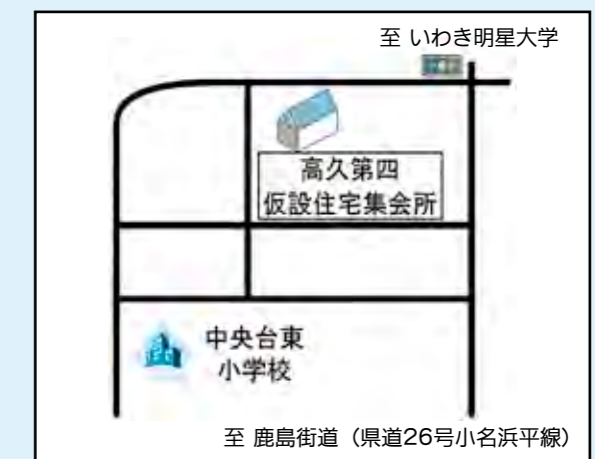 至 いわき明星大学
高久第四
仮設住宅集会所
中央台東
小学校
至 鹿島街道（県道26号小名浜平線）